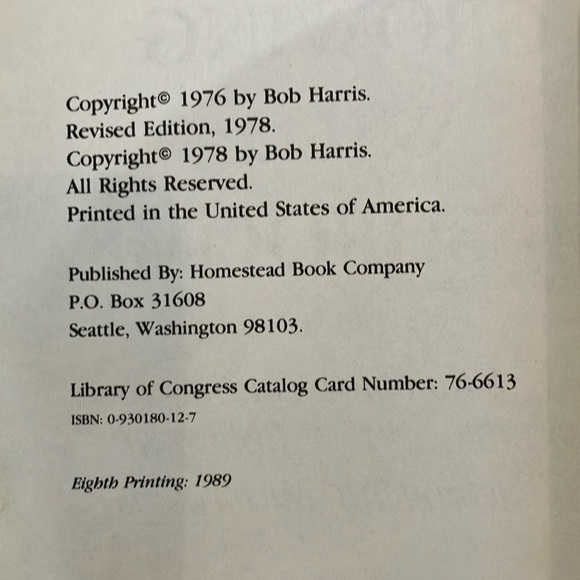 Copyright© 1976 by Bob Harris.
Revised Edition, 1978.
Copyright© 1978 by Bob Harris.
All Rights Reserved.
Printed in the United States of America.
Published By: Homestead Book Company
P.O. Box 31608
Seattle, Washington 98103.
Library of Congress Catalog Card Number: 76-6613
ISBN: 0-930180-12-7
Eighth Printing: 1989